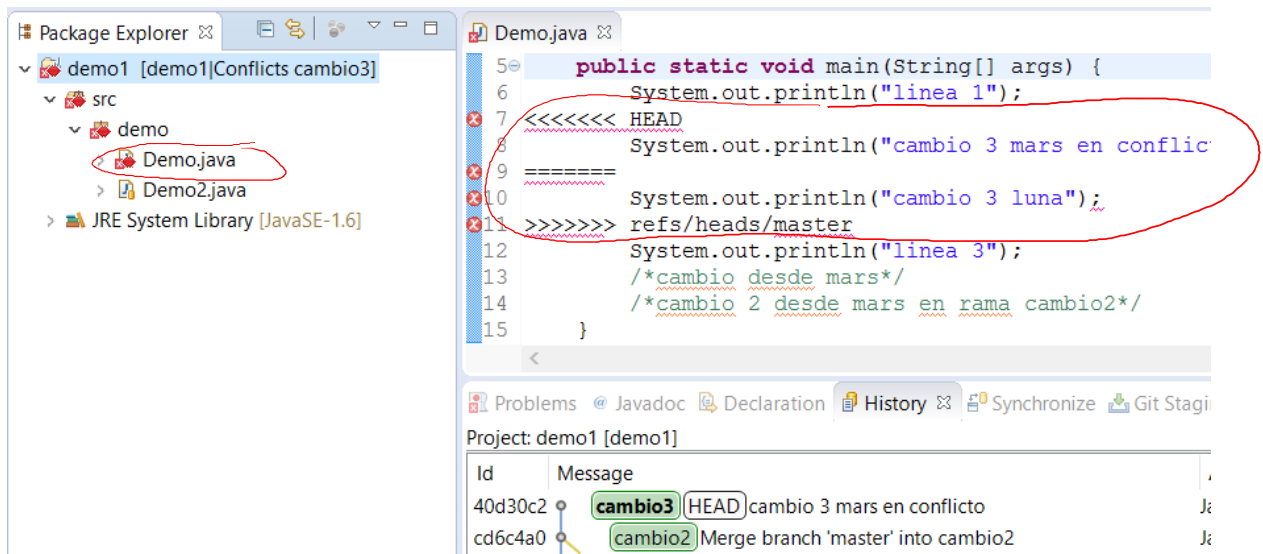 Package Explorer
demo1 [demo1|Conflicts cambio3]
src
demo
Demo.java
Demo2.java
JRE System Library [JavaSE-1.6]
Demo.java
5 public static void main(String[] args) {
6 System.out.println("linea 1");
7 <<<<<<< HEAD
8 System.out.println("cambio 3 mars en conflic
9 =======
10 System.out.println("cambio 3 luna");
11 >>>>>>> refs/heads/master
12 System.out.println("linea 3");
13 /*cambio desde mars*/
14 /*cambio 2 desde mars en rama cambio2*/
15 }
Problems @ Javadoc Declaration History Synchronize Git Stagi
Project: demo1 [demo1]
Id Message
40d30c2 cambio3 HEAD cambio 3 mars en conflicto
cd6c4a0 cambio2 Merge branch 'master' into cambio2